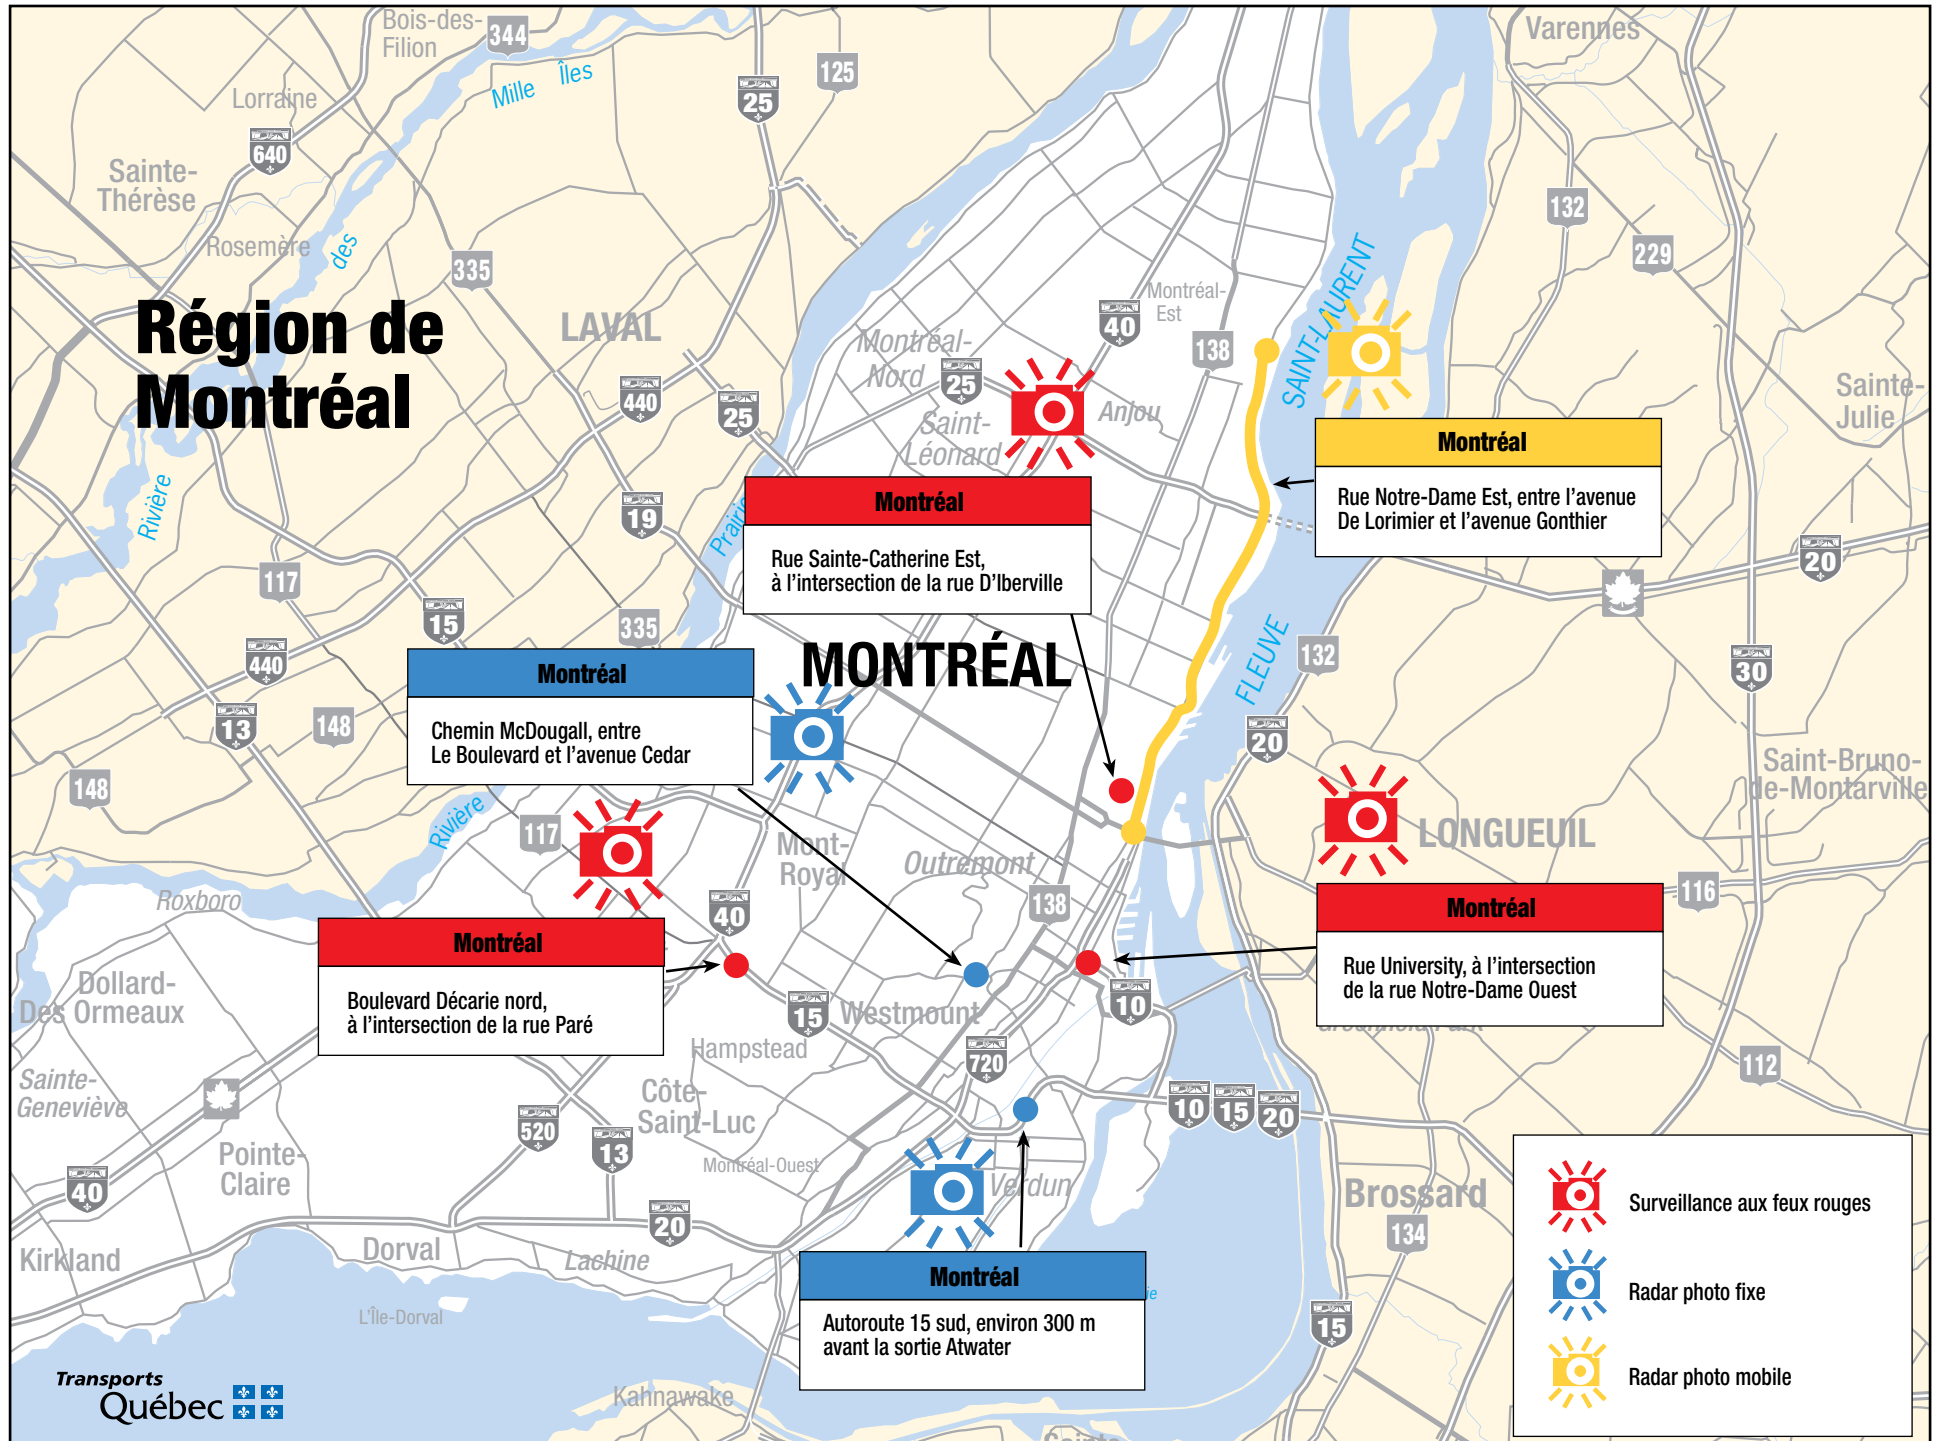 Bois-des-
Filion
344
Varennes
Mille Îles
125
25
Lorraine
640
Sainte-
Thérèse
132
Rosemère
des
335
229
Région de
Montréal
LAVAL
SAINT-LAURENT
Montréal-
Est
40
138
Montréal-
Nord
25
440
25
Anjou
Saint-
Léonard
Sainte-
Julie
Montréal
Rue Notre-Dame Est, entre l'avenue
De Lorimier et l'avenue Gonthier
Rivière
19
Prairie
Montréal
Rue Sainte-Catherine Est,
à l'intersection de la rue D'Iberville
20
117
15
335
440
MONTRÉAL
FLEUVE
132
30
Montréal
Chemin McDougall, entre
Le Boulevard et l'avenue Cedar
13
148
20
148
Saint-Bruno-
de-Montarville
Rivière
117
Mont-
Royal
Outremont
LONGUEUIL
Roxboro
40
138
116
Montréal
Boulevard Décarie nord,
à l'intersection de la rue Paré
Montréal
Rue University, à l'intersection
de la rue Notre-Dame Ouest
Dollard-
Des Ormeaux
15
Westmount
10
Hampstead
720
112
Sainte-
Geneviève
Côte-
Saint-Luc
10
15
20
520
13
Pointe-
Claire
Montréal-Ouest
40
Verdun
Brossard
20
134
Kirkland
Dorval
Lachine
L'Île-Dorval
Montréal
Autoroute 15 sud, environ 300 m
avant la sortie Atwater
15
Kahnawake
Surveillance aux feux rouges
Radar photo fixe
Radar photo mobile
Transports
Québec